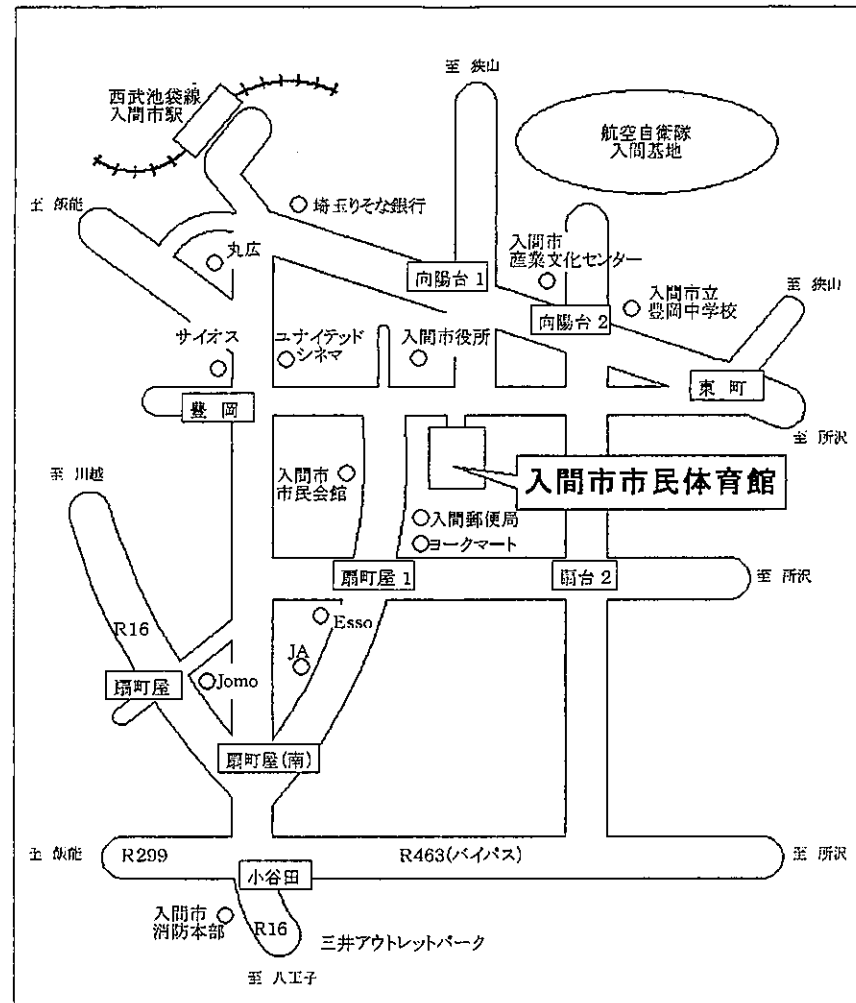 至 狭山
西武池袋線
入間市駅
航空自衛隊
入間基地
至 飯能
埼玉りそな銀行
丸広
入間市
産業文化センター
向陽台 1
至 狭山
入間市立
豊岡中学校
向陽台 2
サイオス
ユナイテッド
シネマ
入間市役所
東 町
豊 岡
至 所沢
至 川越
入間市
市民会館
入間市市民体育館
入間郵便局
ヨークマート
扇町屋 1
扇台 2
至 所沢
Esso
R16
JA
扇町屋
Jomo
扇町屋(南)
至 飯能
R299
R463(バイパス)
至 所沢
小谷田
入間市
消防本部
R16
三井アウトレットパーク
至 八王子